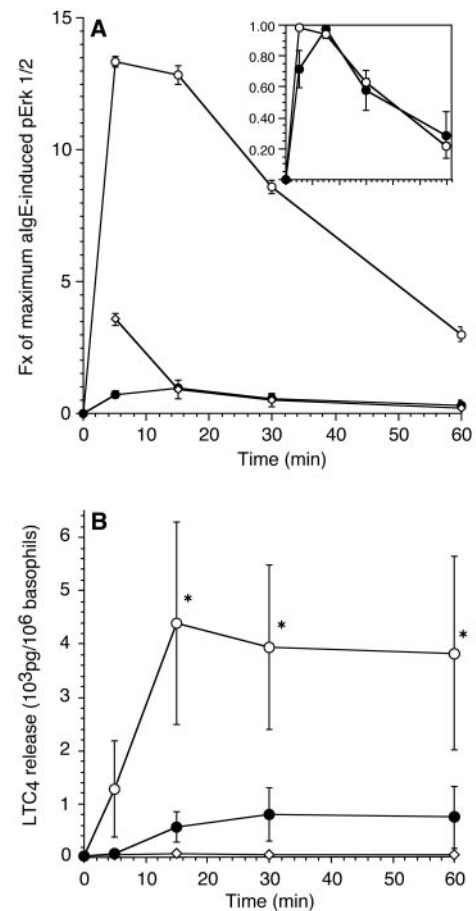 A
Fx of maximum aIgE-induced pErk 1/2
15
10
5
0
1.00
0.80
0.60
0.40
0.20
0 10 20 30 40 50 60
Time (min)
B
LTC4 release (10³pg/10⁶ basophils)
6
5
4
3
2
1
0
*
*
*
0 10 20 30 40 50 60
Time (min)